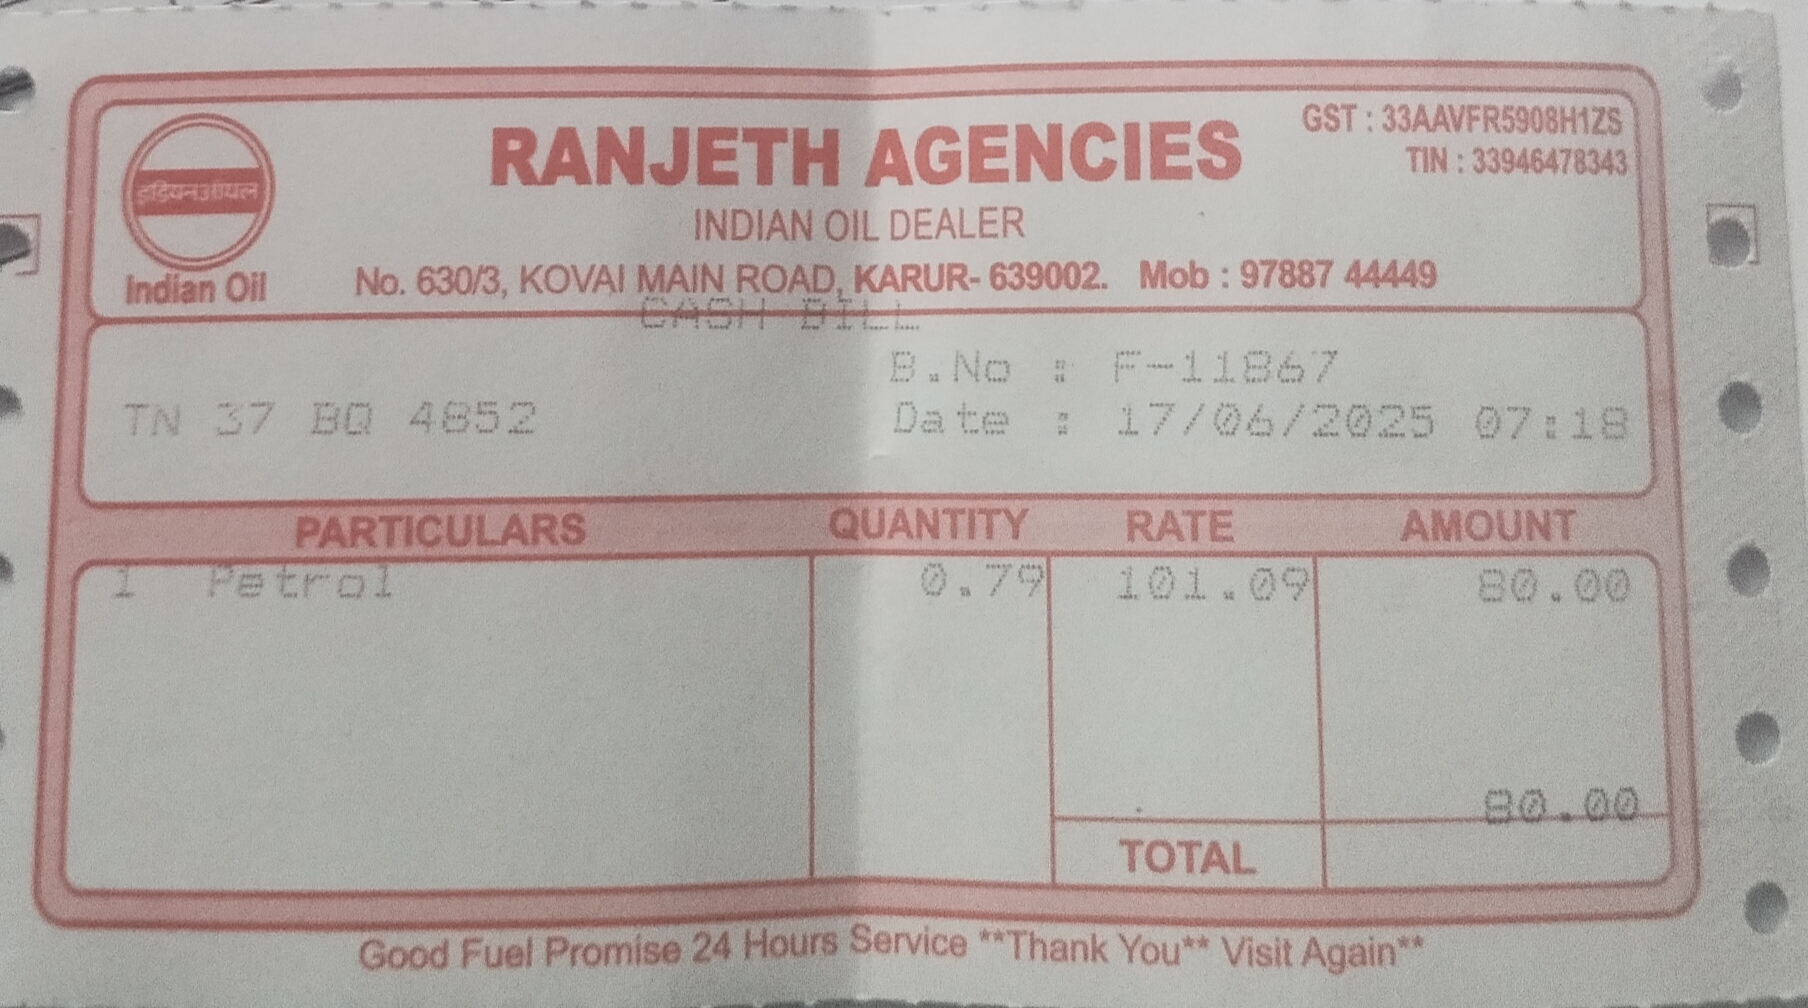 GST : 33AAVFR5908H1ZS
RANJETH AGENCIES
TIN : 33946478343
इंडियनऑयल
INDIAN OIL DEALER
Indian Oil
No. 630/3, KOVAI MAIN ROAD, KARUR- 639002. Mob : 97887 44449
CASH BILL
B.No : F-11867
TN 37 BQ 4852 Date : 17/06/2025 07:18
PARTICULARS QUANTITY RATE AMOUNT
1 Petrol 0.79 101.09 80.00
80.00
TOTAL
Good Fuel Promise 24 Hours Service **Thank You** Visit Again**